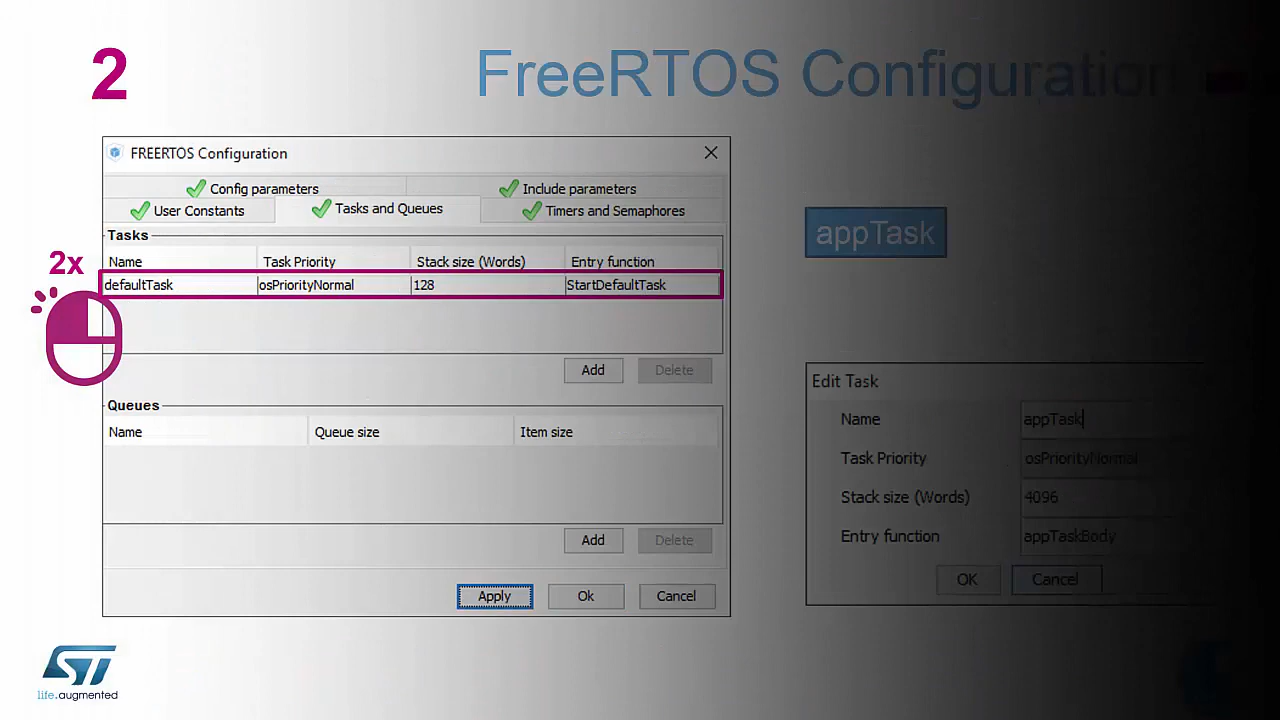 2
FreeRTOS Configuration
FREERTOS Configuration
Config parameters Include parameters
User Constants Tasks and Queues Timers and Semaphores
Tasks
Name Task Priority Stack size (Words) Entry function
2x
defaultTask osPriorityNormal 128 StartDefaultTask
Add Delete
Queues
Name Queue size Item size
Add Delete
Apply Ok Cancel
appTask
Edit Task
Name appTask
Task Priority osPriorityNormal
Stack size (Words) 4096
Entry function appTaskBody
OK Cancel
ST
life.augmented